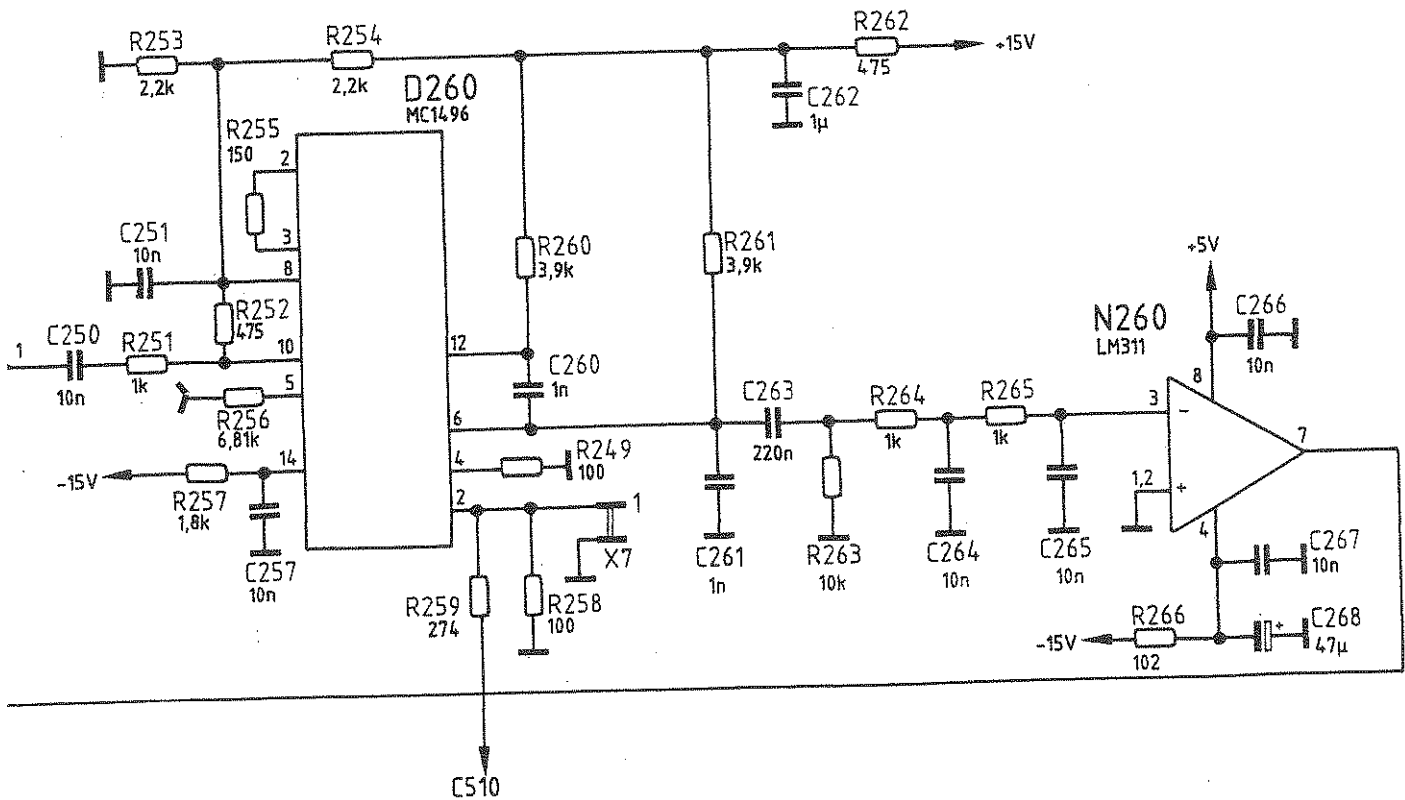 R253
2,2k
R254
2,2k
D260
MC1496
R262
475
+15V
C262
1µ
R255
150
2
3
C251
10n
8
R252
475
R260
3,9k
R261
3,9k
+5V
C266
10n
N260
LM311
1
C250
10n
R251
1k
10
5
R256
6,81k
12
C260
1n
6
C263
220n
R264
1k
R265
1k
3
8
-
7
-15V
R257
1,8k
14
C257
10n
4
R249
100
2
1
X7
1,2
+
4
C261
1n
R263
10k
C264
10n
C265
10n
C267
10n
R259
274
R258
100
R266
-15V
102
+
C268
47µ
C510